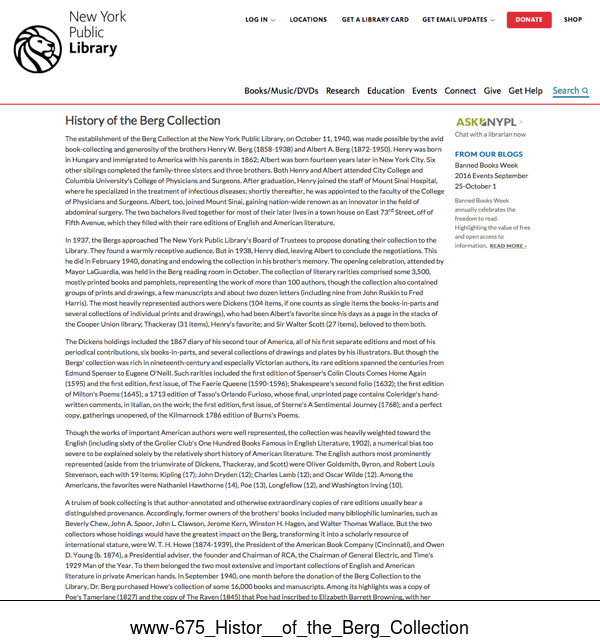 New York
Public
Library
LOG IN
LOCATIONS
GET A LIBRARY CARD
GET EMAIL UPDATES
DONATE
SHOP
Books/Music/DVDs Research Education Events Connect Give Get Help Search
History of the Berg Collection
The establishment of the Berg Collection at the New York Public Library, on October 11, 1940, was made possible by the avid
book-collecting and generosity of the brothers Henry W. Berg (1858-1938) and Albert A. Berg (1872-1950). Henry was born
in Hungary and immigrated to America with his parents in 1862; Albert was born fourteen years later in New York City. Six
other siblings completed the family-three sisters and three brothers. Both Henry and Albert attended City College and
Columbia University's College of Physicians and Surgeons. After graduation, Henry joined the staff of Mount Sinai Hospital,
where he specialized in the treatment of infectious diseases; shortly thereafter, he was appointed to the faculty of the College
of Physicians and Surgeons. Albert, too, joined Mount Sinai, gaining nation-wide renown as an innovator in the field of
abdominal surgery. The two bachelors lived together for most of their later lives in a town house on East 73rd Street, off of
Fifth Avenue, which they filled with their rare editions of English and American literature.
In 1937, the Bergs approached The New York Public Library's Board of Trustees to propose donating their collection to the
Library. They found a warmly receptive audience. But in 1938, Henry died, leaving Albert to conclude the negotiations. This
he did in February 1940, donating and endowing the collection in his brother's memory. The opening celebration, attended by
Mayor LaGuardia, was held in the Berg reading room in October. The collection of literary rarities comprised some 3,500,
mostly printed books and pamphlets, representing the work of more than 100 authors, though the collection also contained
groups of prints and drawings, a few manuscripts and about two dozen letters (including nine from John Ruskin to Fred
Harris). The most heavily represented authors were Dickens (104 items, if one counts as single items the books-in-parts and
several collections of individual prints and drawings), who had been Albert's favorite since his days as a page in the stacks of
the Cooper Union library; Thackeray (31 items), Henry's favorite; and Sir Walter Scott (27 items), beloved to them both.
The Dickens holdings included the 1867 diary of his second tour of America, all of his first separate editions and most of his
periodical contributions, six books-in-parts, and several collections of drawings and plates by his illustrators. But though the
Bergs' collection was rich in nineteenth-century and especially Victorian authors, its rare editions spanned the centuries from
Edmund Spenser to Eugene O'Neill. Such rarities included the first edition of Spenser's Colin Clouts Comes Home Again
(1595) and the first edition, first issue, of The Faerie Queene (1590-1596); Shakespeare's second folio (1632); the first edition
of Milton's Poems (1645); a 1713 edition of Tasso's Orlando Furioso, whose final, unprinted page contains Coleridge's hand-
written comments, in Italian, on the work; the first edition, first issue, of Sterne's A Sentimental Journey (1768); and a perfect
copy, gatherings unopened, of the Kilmarnock 1786 edition of Burns's Poems.
Though the works of important American authors were well represented, the collection was heavily weighted toward the
English (including sixty of the Grolier Club's One Hundred Books Famous in English Literature, 1902), a numerical bias too
severe to be explained solely by the relatively short history of American literature. The English authors most prominently
represented (aside from the triumvirate of Dickens, Thackeray, and Scott) were Oliver Goldsmith, Byron, and Robert Louis
Stevenson, each with 19 items; Kipling (17); John Dryden (12); Charles Lamb (12); and Oscar Wilde (12). Among the
Americans, the favorites were Nathaniel Hawthorne (14), Poe (13), Longfellow (12), and Washington Irving (10).
A truism of book collecting is that author-annotated and otherwise extraordinary copies of rare editions usually bear a
distinguished provenance. Accordingly, former owners of the brothers' books included many bibliophilic luminaries, such as
Beverly Chew, John A. Spoor, John L. Clawson, Jerome Kern, Winston H. Hagen, and Walter Thomas Wallace. But the two
collectors whose holdings would have the greatest impact on the Berg, transforming it into a scholarly resource of
international stature, were W. T. H. Howe (1874-1939), the President of the American Book Company (Cincinnati), and Owen
D. Young (b. 1874), a Presidential adviser, the founder and Chairman of RCA, the Chairman of General Electric, and Time's
1929 Man of the Year. To them belonged the two most extensive and important collections of English and American
literature in private American hands. In September 1940, one month before the donation of the Berg Collection to the
Library, Dr. Berg purchased Howe's collection of some 16,000 books and manuscripts. Among its highlights was a copy of
Poe's Tamerlane (1827) and the copy of The Raven (1845) that Poe had inscribed to Elizabeth Barrett Browning, with her
ASK NYPL >
Chat with a librarian now
FROM OUR BLOGS
Banned Books Week
2016 Events September
25-October 1
Banned Books Week
annually celebrates the
freedom to read.
Highlighting the value of free
and open access to
information, READ MORE ›
www-675_Histor__of_the_Berg_Collection